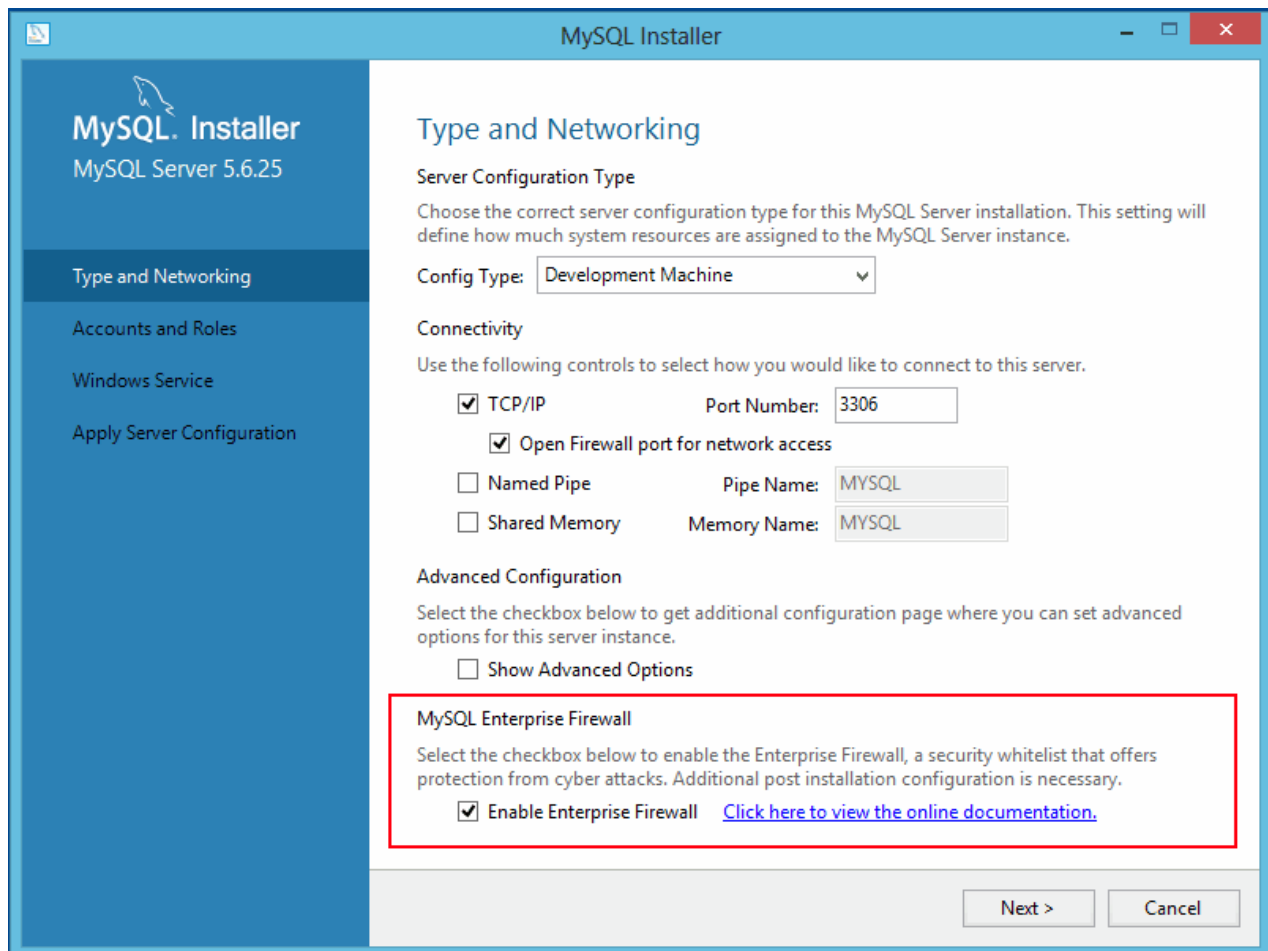 MySQL Installer
MySQL. Installer
MySQL Server 5.6.25
Type and Networking
Accounts and Roles
Windows Service
Apply Server Configuration
Type and Networking
Server Configuration Type
Choose the correct server configuration type for this MySQL Server installation. This setting will
define how much system resources are assigned to the MySQL Server instance.
Config Type: Development Machine
Connectivity
Use the following controls to select how you would like to connect to this server.
TCP/IP Port Number: 3306
Open Firewall port for network access
Named Pipe Pipe Name: MYSQL
Shared Memory Memory Name: MYSQL
Advanced Configuration
Select the checkbox below to get additional configuration page where you can set advanced
options for this server instance.
Show Advanced Options
MySQL Enterprise Firewall
Select the checkbox below to enable the Enterprise Firewall, a security whitelist that offers
protection from cyber attacks. Additional post installation configuration is necessary.
Enable Enterprise Firewall Click here to view the online documentation.
Next > Cancel